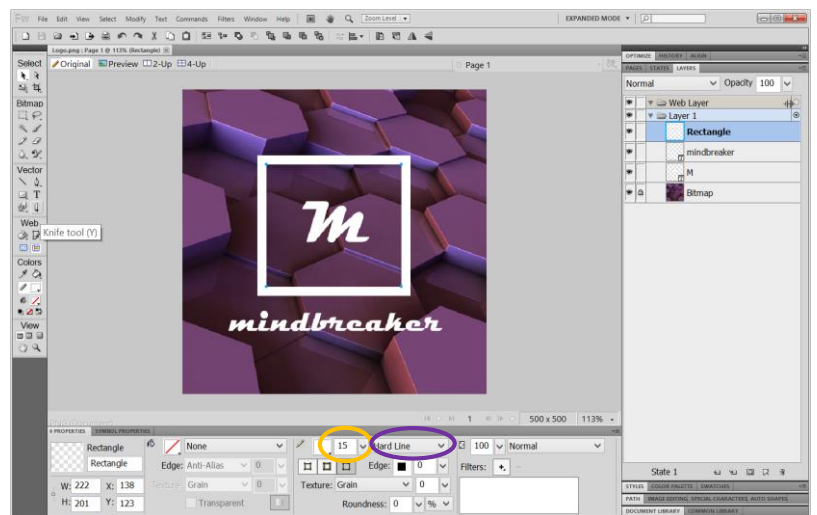 FW File Edit View Select Modify Text Commands Filters Window Help Zoom Level EXPANDED MODE
Logo.png : Page 1 @ 113% (Rectangle)
OPTIMIZE HISTORY ALIGN
Select Original Preview 2-Up 4-Up Page 1
PAGES STATES LAYERS
Normal Opacity 100
Bitmap
Web Layer
Layer 1
Rectangle
mindbreaker
M
Bitmap
Vector
T
Web
Knife tool (Y)
Colors
View
M
mindbreaker
1 500 x 500 113%
PROPERTIES SYMBOL PROPERTIES
Rectangle None 15 Hard Line 100 Normal
Rectangle Edge: Anti-Alias 0 Edge: 0 Filters: + -
W: 222 X: 138 Texture: Grain 0 Texture: Grain 0
H: 201 Y: 123 Transparent Roundness: 0 %
State 1
STYLES COLOR PALETTE SWATCHES
PATH IMAGE EDITING SPECIAL CHARACTERS AUTO SHAPES
DOCUMENT LIBRARY COMMON LIBRARY